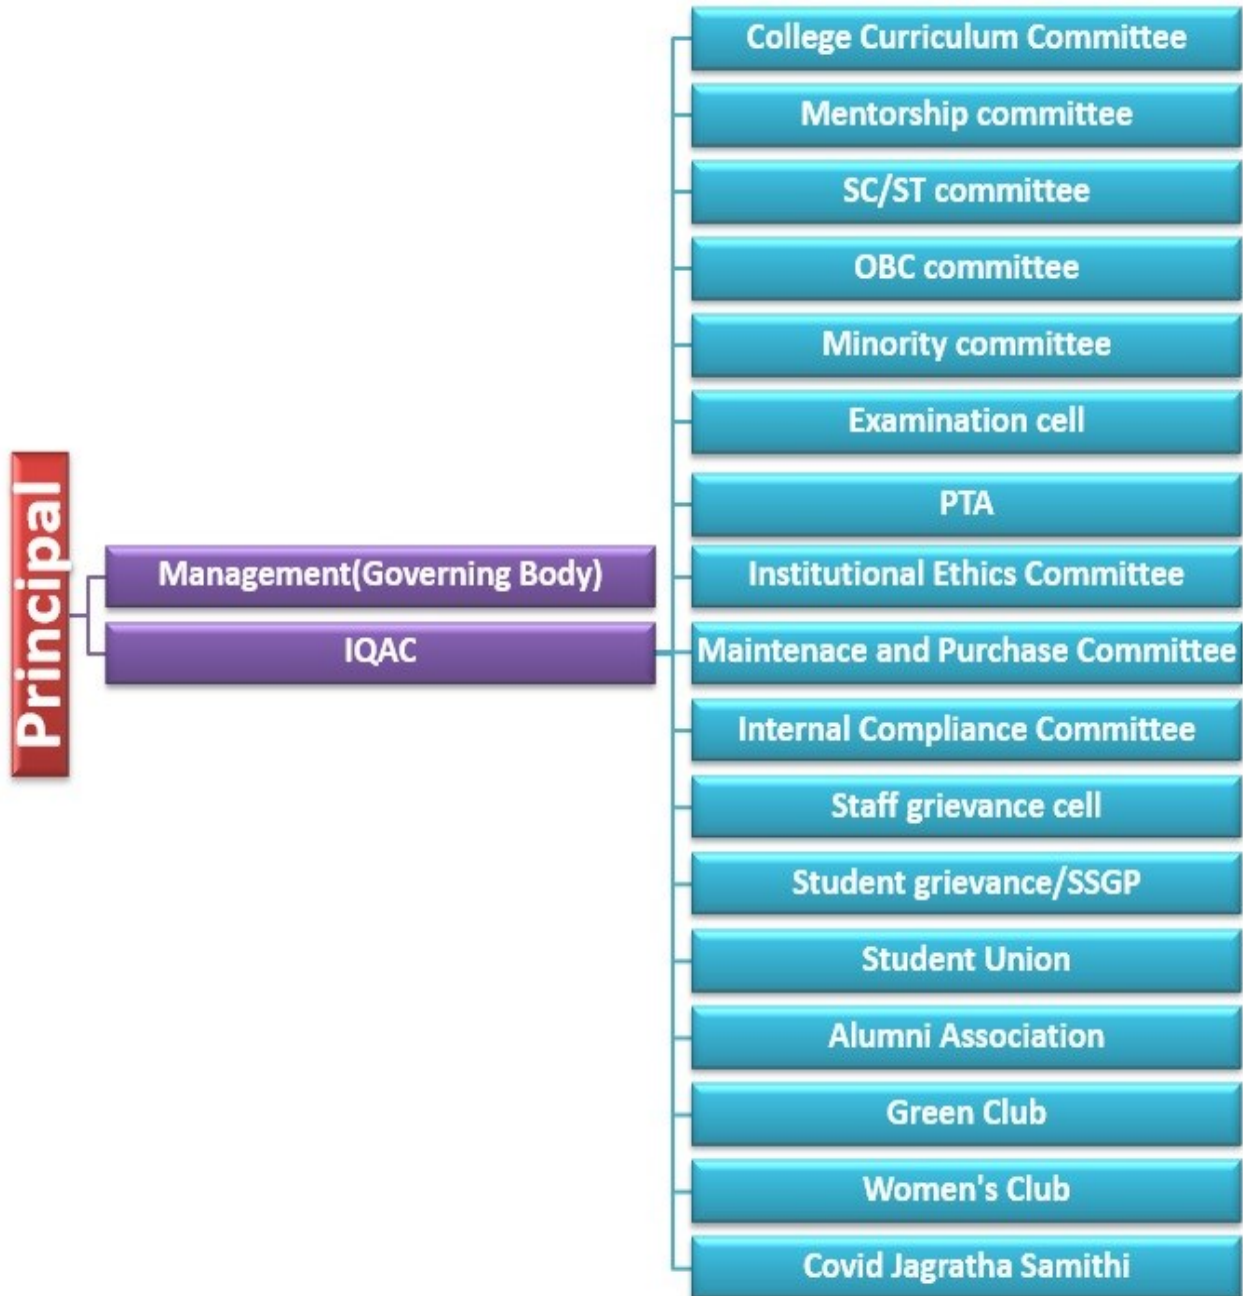 Principal
Management(Governing Body)
IQAC
College Curriculum Committee
Mentorship committee
SC/ST committee
OBC committee
Minority committee
Examination cell
PTA
Institutional Ethics Committee
Maintenace and Purchase Committee
Internal Compliance Committee
Staff grievance cell
Student grievance/SSGP
Student Union
Alumni Association
Green Club
Women's Club
Covid Jagratha Samithi